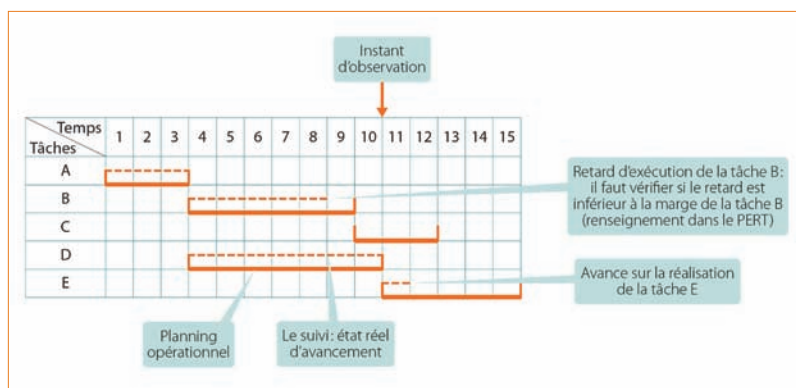 Instant
d'observation
Temps
Tâches
1 2 3 4 5 6 7 8 9 10 11 12 13 14 15
A
B
C
D
E
Retard d'exécution de la tâche B:
il faut vérifier si le retard est
inférieur à la marge de la tâche B
(renseignement dans le PERT)
Avance sur la réalisation
de la tâche E
Planning
opérationnel
Le suivi: état réel
d'avancement